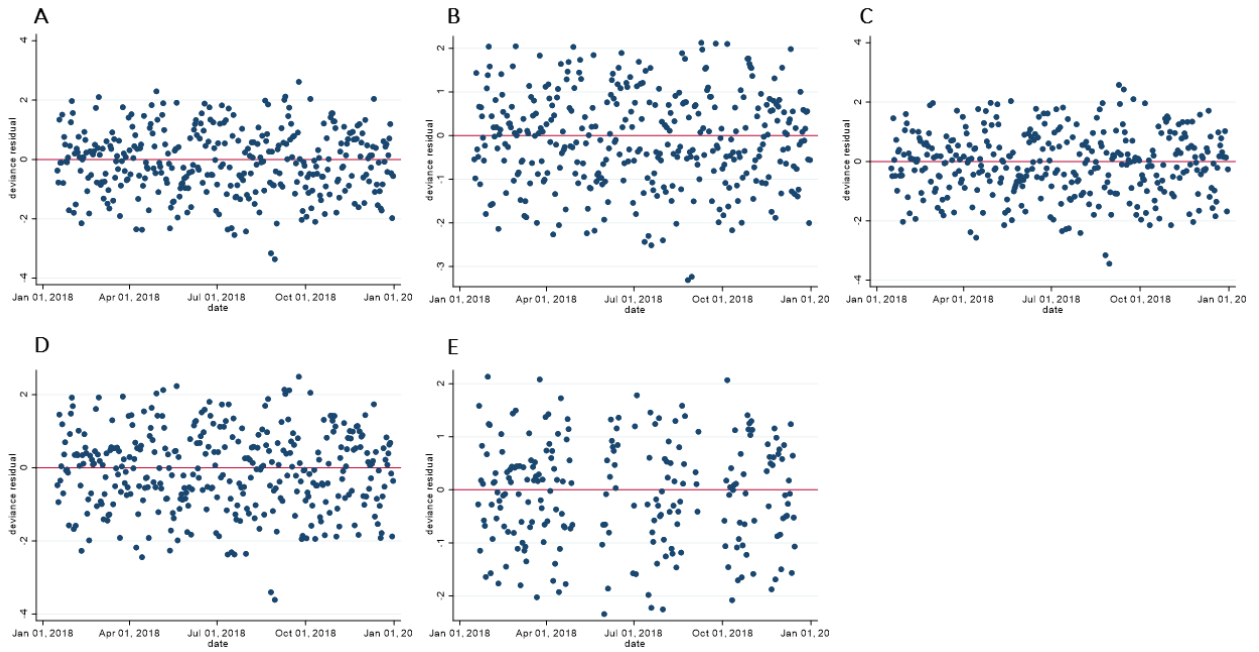 A
4
2
0
-2
-4
deviance residual
Jan 01, 2018 Apr 01, 2018 Jul 01, 2018 Oct 01, 2018 Jan 01, 20
date
B
2
1
0
-1
-2
-3
deviance residual
Jan 01, 2018 Apr 01, 2018 Jul 01, 2018 Oct 01, 2018 Jan 01, 20
date
C
4
2
0
-2
-4
deviance residual
Jan 01, 2018 Apr 01, 2018 Jul 01, 2018 Oct 01, 2018 Jan 01, 20
date
D
2
0
-2
-4
deviance residual
Jan 01, 2018 Apr 01, 2018 Jul 01, 2018 Oct 01, 2018 Jan 01, 20
date
E
2
1
0
-1
-2
deviance residual
Jan 01, 2018 Apr 01, 2018 Jul 01, 2018 Oct 01, 2018 Jan 01, 20
date